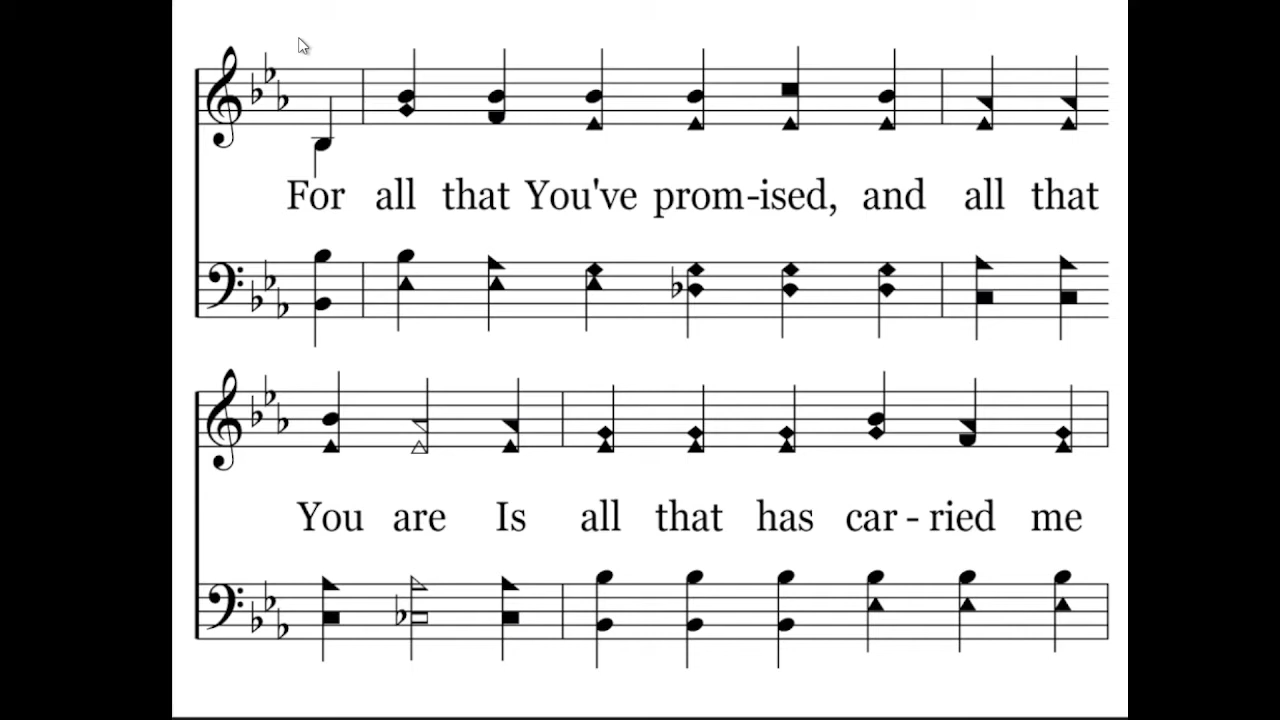 For all that You've prom-ised, and all that
You are Is all that has car - ried me